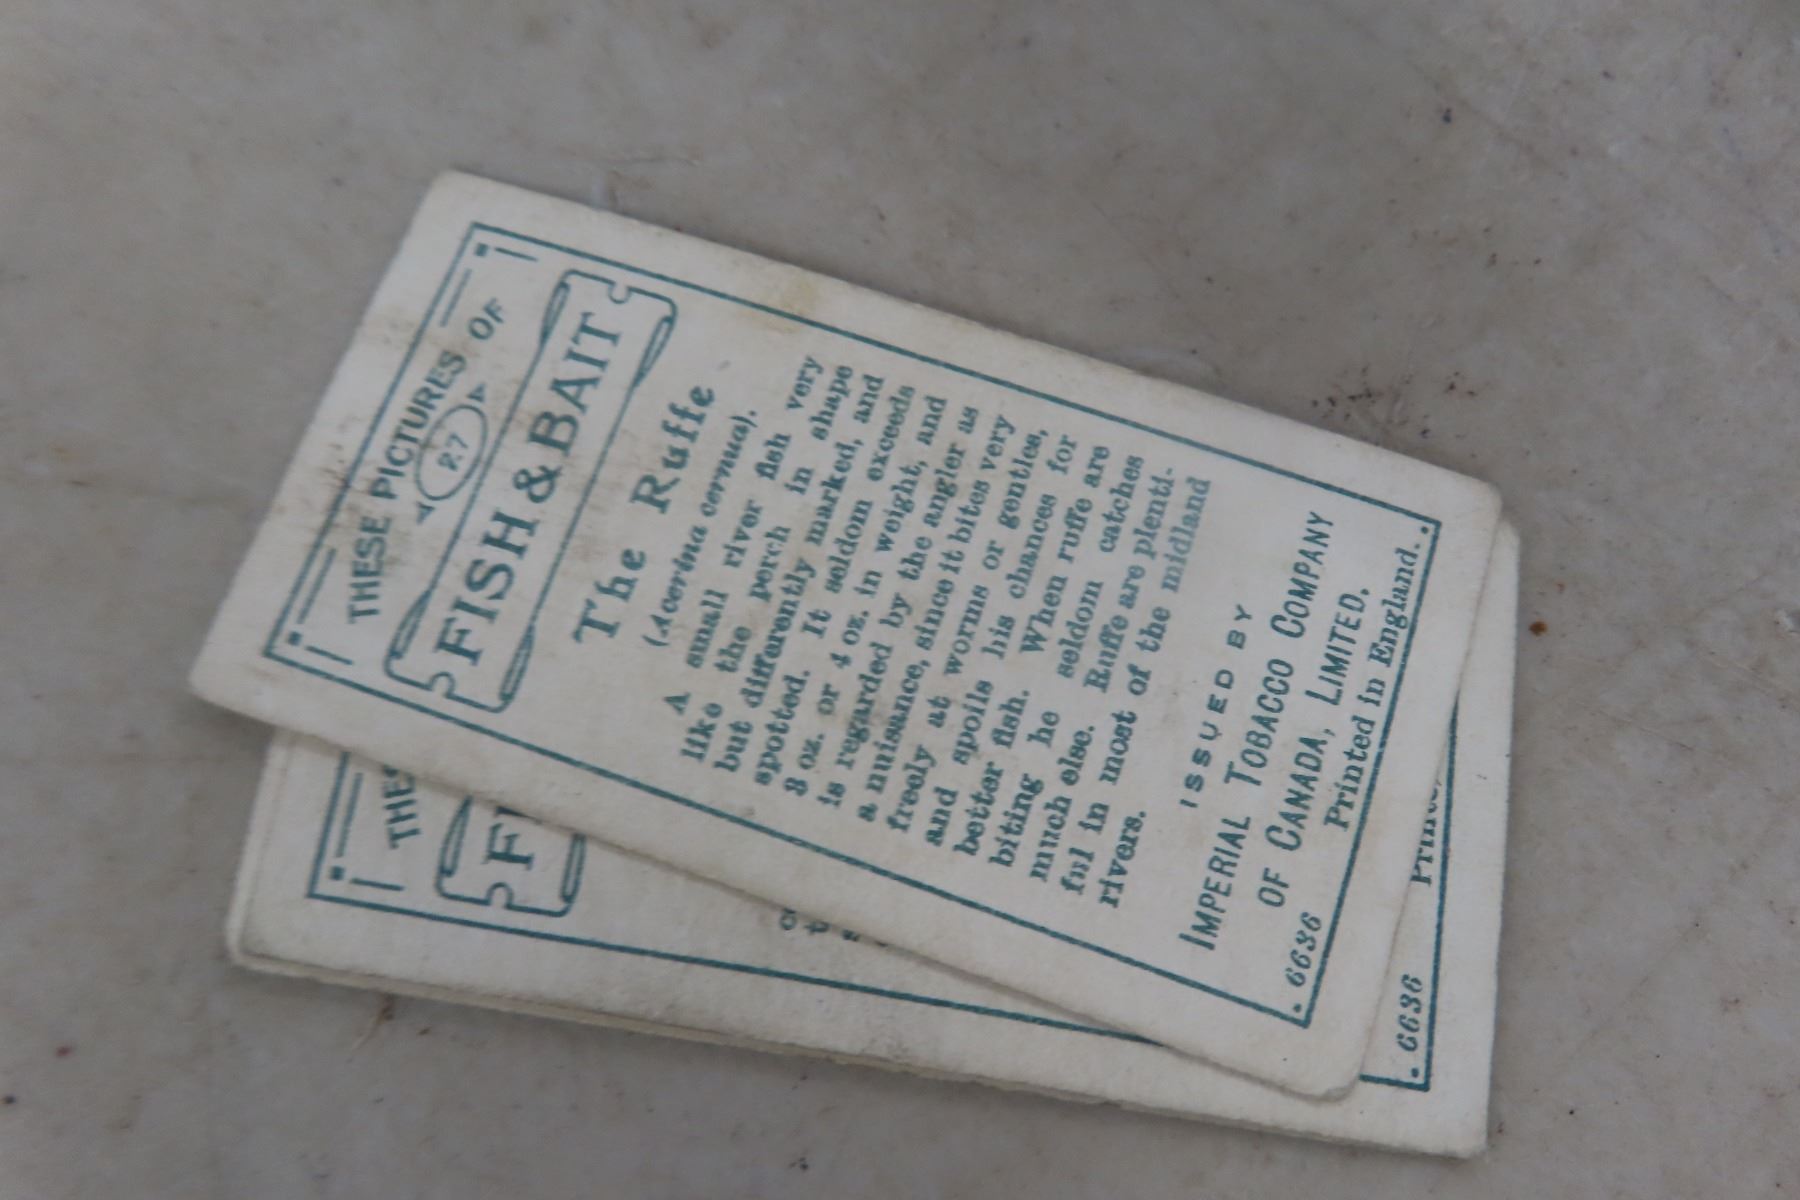 THESE PICTURES OF
27
FISH & BAIT
The Ruffe
(Acerina cernua).
A small river fish very
like the perch in shape
but differently marked, and
spotted. It seldom exceeds
3 oz. or 4 oz. in weight, and
is regarded by the angler as
a nuisance, since it bites very
freely at worms or gentles,
and spoils his chances for
better fish. When ruffe are
biting he seldom catches
much else. Ruffe are plenti-
ful in most of the midland
rivers.
ISSUED BY
IMPERIAL TOBACCO COMPANY
OF CANADA, LIMITED.
6636 Printed in England.
THES
FI
6636 Printe